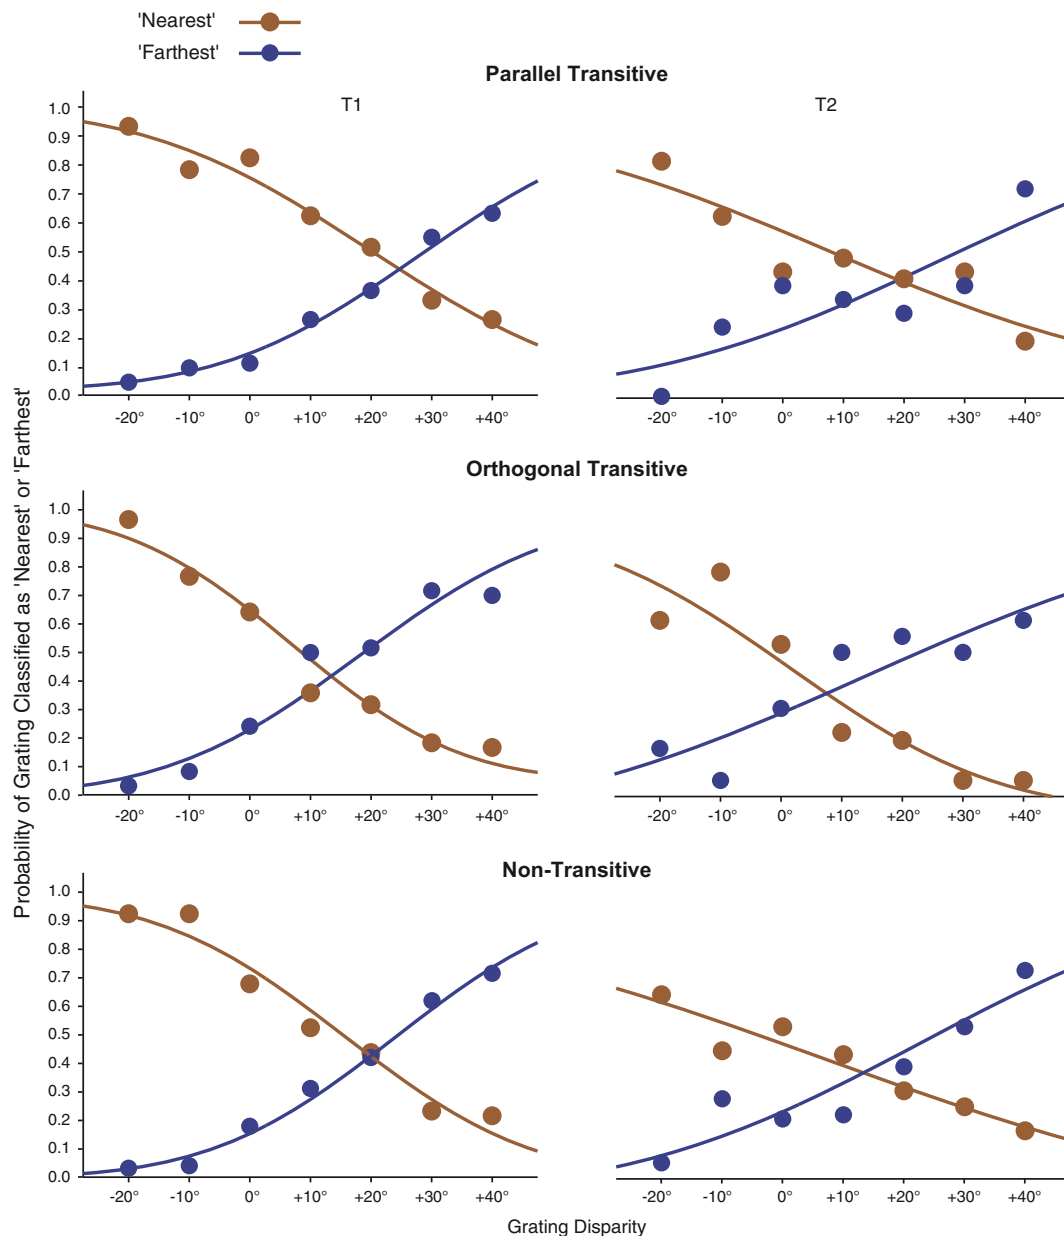 'Nearest'
'Farthest'
Parallel Transitive
T1
T2
1.0
0.9
0.8
0.7
0.6
0.5
0.4
0.3
0.2
0.1
0.0
-20° -10° 0° +10° +20° +30° +40°
-20° -10° 0° +10° +20° +30° +40°
Orthogonal Transitive
1.0
0.9
0.8
0.7
0.6
0.5
0.4
0.3
0.2
0.1
0.0
-20° -10° 0° +10° +20° +30° +40°
-20° -10° 0° +10° +20° +30° +40°
Non-Transitive
1.0
0.9
0.8
0.7
0.6
0.5
0.4
0.3
0.2
0.1
0.0
-20° -10° 0° +10° +20° +30° +40°
-20° -10° 0° +10° +20° +30° +40°
Probability of Grating Classified as 'Nearest' or 'Farthest'
Grating Disparity